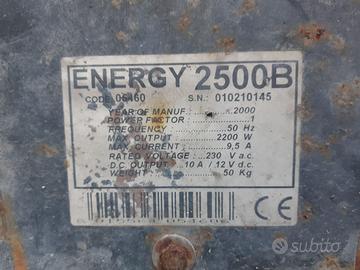 ENERGY 2500B
CODE 06460 S.N.: 010210145
YEAR OF MANUF. 2000
POWER FACTOR 1
FREQUENCY 50 Hz
MAX. OUTPUT 2200 W
MAX. CURRENT 9,5 A
RATED VOLTAGE 230 V a.c.
D.C. OUTPUT 10 A / 12 V d.c.
WEIGHT 50 Kg
CE
subito